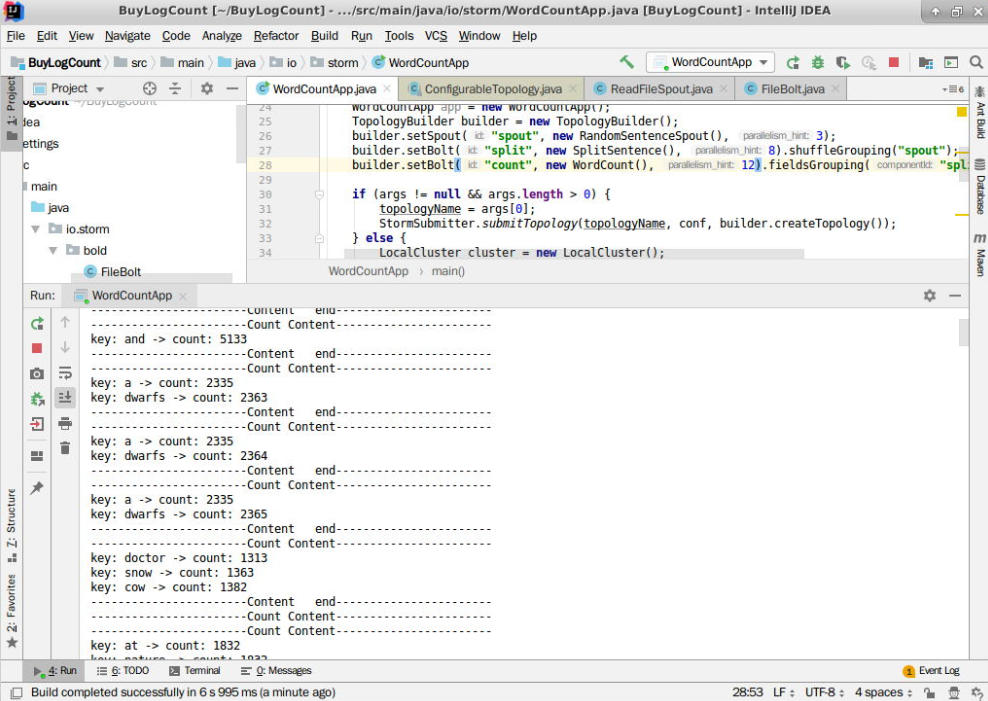 BuyLogCount [~/BuyLogCount] - .../src/main/java/io/storm/WordCountApp.java [BuyLogCount] - IntelliJ IDEA
File Edit View Navigate Code Analyze Refactor Build Run Tools VCS Window Help
BuyLogCount src main java io storm WordCountApp WordCountApp
1: Project
Project
WordCountApp.java ConfigurableTopology.java ReadFileSpout.java FileBolt.java 6
~/BuyLogCount
main
java
io.storm
bold
FileBolt
24 WordCountApp app = new WordCountApp();
25 TopologyBuilder builder = new TopologyBuilder();
26 builder.setSpout( id: "spout", new RandomSentenceSpout(), parallelism_hint: 3);
27 builder.setBolt( id: "split", new SplitSentence(), parallelism_hint: 8).shuffleGrouping("spout");
28 builder.setBolt( id: "count", new WordCount(), parallelism_hint: 12).fieldsGrouping( componentId: "spl
29
30 if (args != null && args.length > 0) {
31 topologyName = args[0];
32 StormSubmitter.submitTopology(topologyName, conf, builder.createTopology());
33 } else {
34 LocalCluster cluster = new LocalCluster();
WordCountApp › main()
Ant Build
Database
Maven
Run: WordCountApp
----------------------Content   end-----------------------
----------------------Count Content-----------------------
key: and -> count: 5133
----------------------Content   end-----------------------
----------------------Count Content-----------------------
key: a -> count: 2335
key: dwarfs -> count: 2363
----------------------Content   end-----------------------
----------------------Count Content-----------------------
key: a -> count: 2335
key: dwarfs -> count: 2364
----------------------Content   end-----------------------
----------------------Count Content-----------------------
key: a -> count: 2335
key: dwarfs -> count: 2365
----------------------Content   end-----------------------
----------------------Count Content-----------------------
key: doctor -> count: 1313
key: snow -> count: 1363
key: cow -> count: 1382
----------------------Content   end-----------------------
----------------------Count Content-----------------------
----------------------Count Content-----------------------
key: at -> count: 1832
key: nature -> count: 1832
Z: Structure
2: Favorites
4: Run 6: TODO Terminal 0: Messages 1 Event Log
Build completed successfully in 6 s 995 ms (a minute ago) 28:53 LF UTF-8 4 spaces